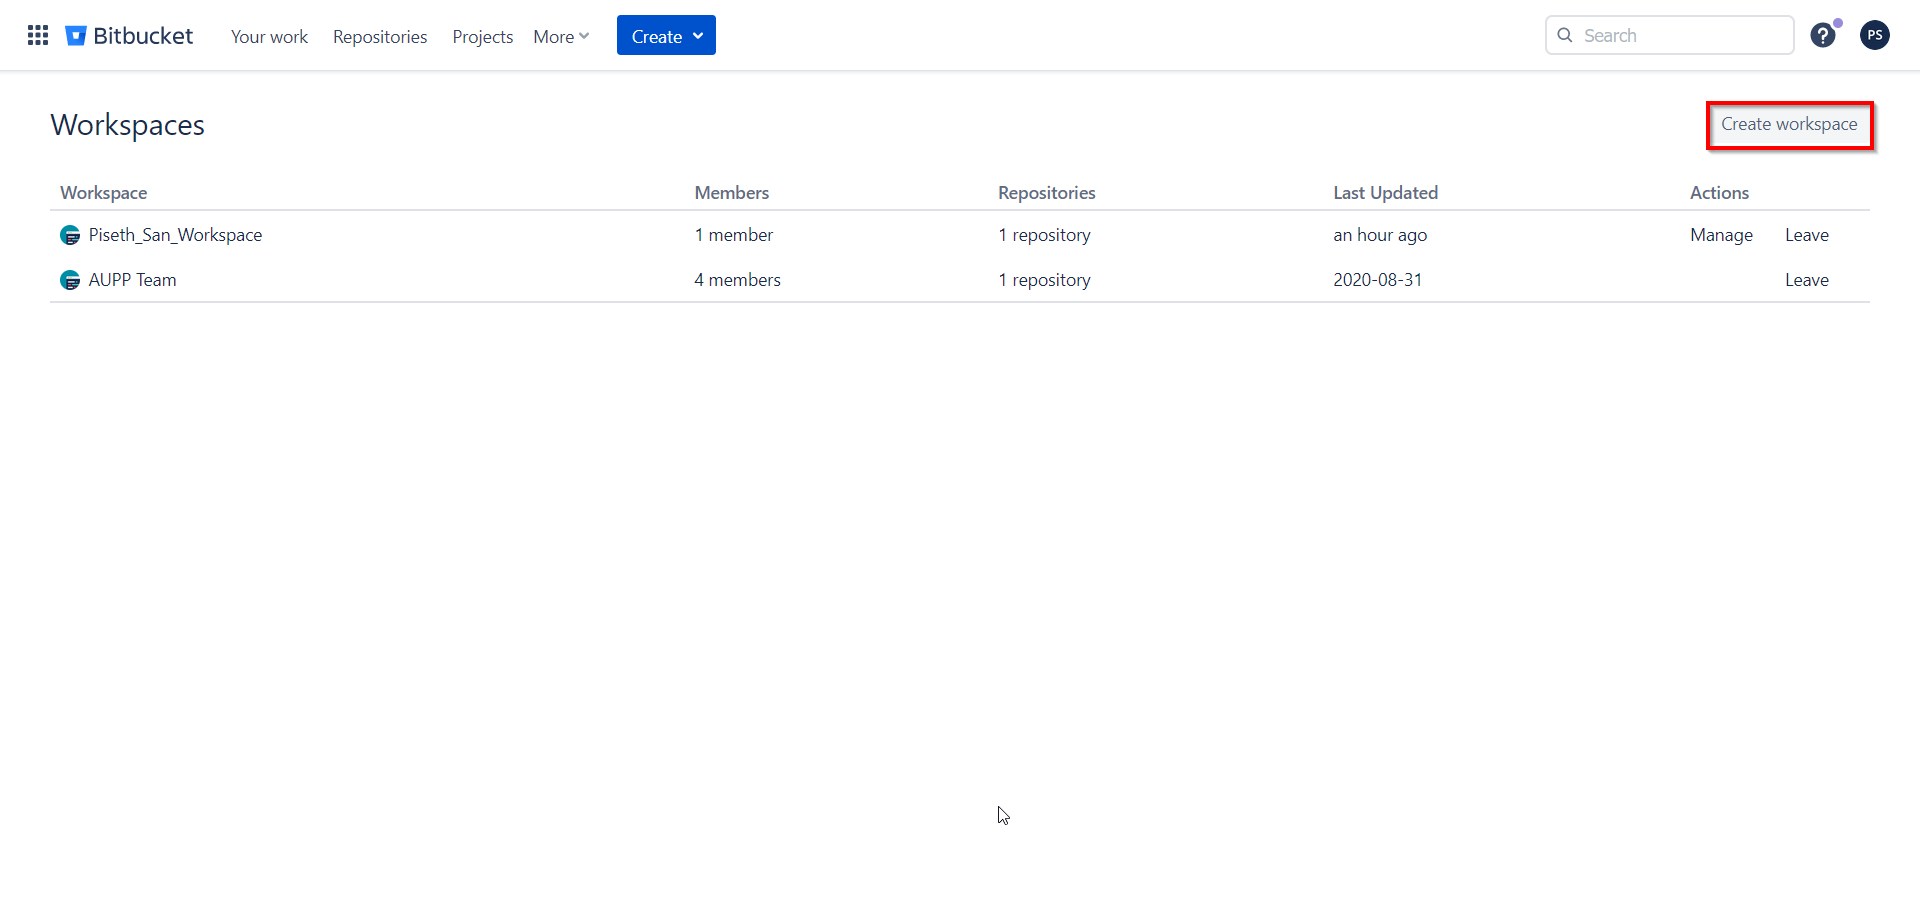 Bitbucket Your work Repositories Projects More Create Search ? PS
Workspaces Create workspace
Workspace Members Repositories Last Updated Actions
Piseth_San_Workspace 1 member 1 repository an hour ago Manage Leave
AUPP Team 4 members 1 repository 2020-08-31 Leave